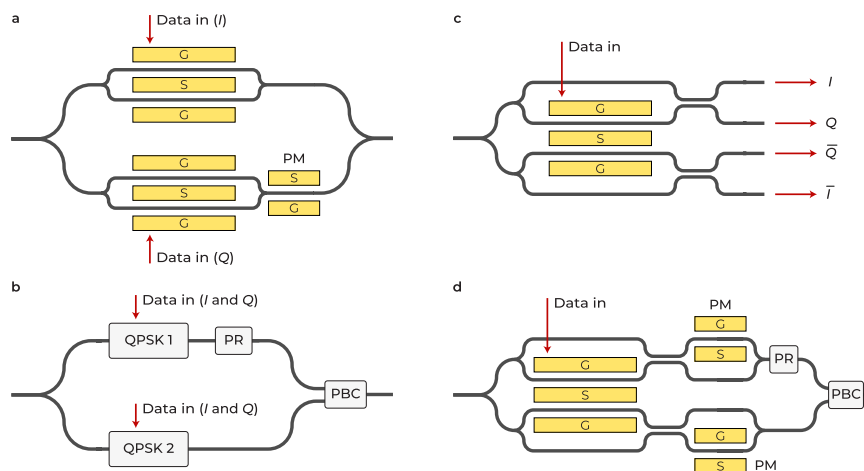 a
Data in (I)
G
S
G
G
PM
S
S
G
G
Data in (Q)
b
Data in (I and Q)
QPSK 1
PR
PBC
Data in (I and Q)
QPSK 2
c
Data in
I
G
Q
S
Q̅
G
I̅
d
Data in
PM
G
S
PR
G
S
PBC
G
G
S
PM